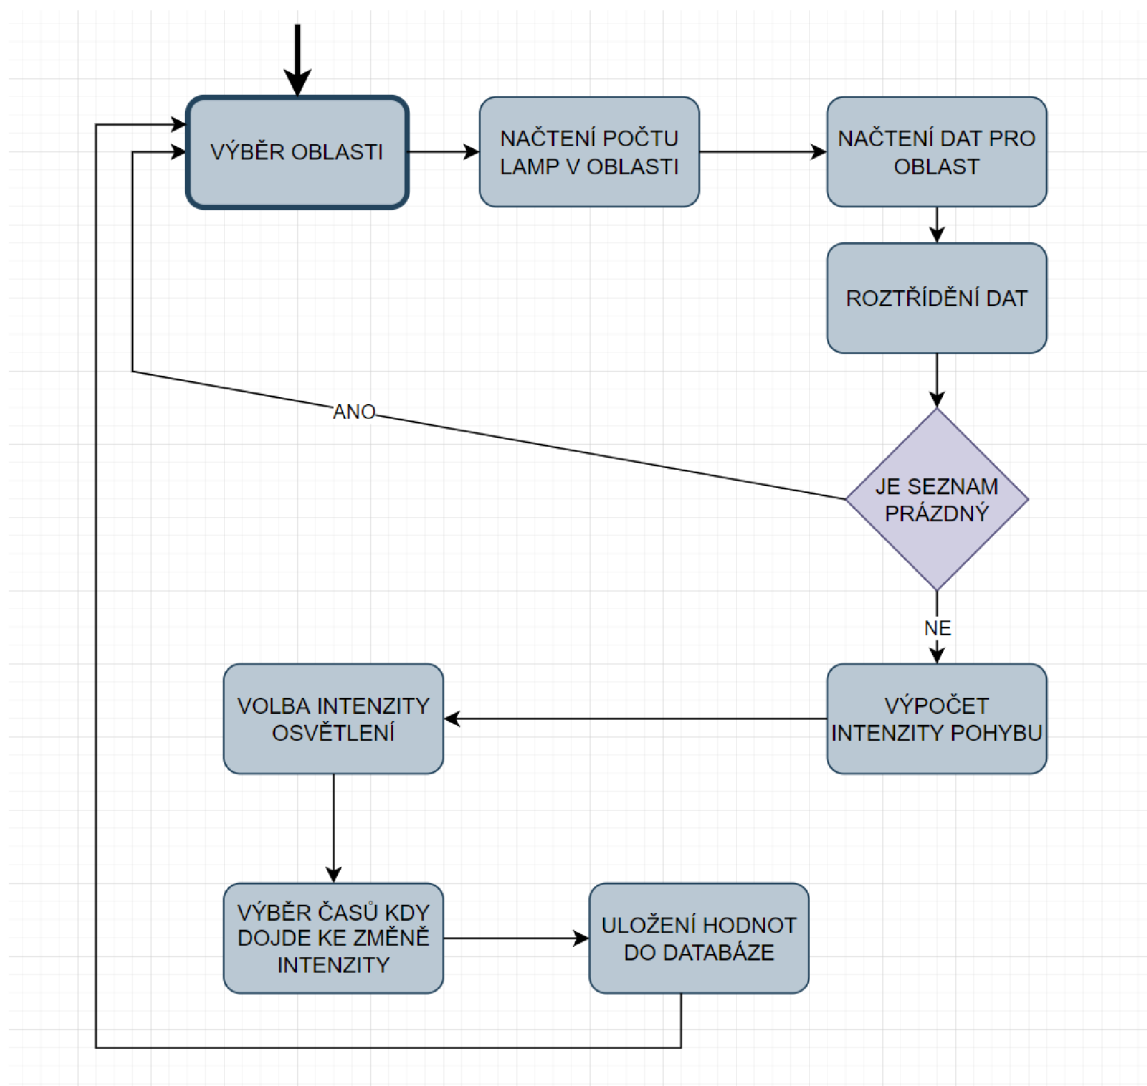 VÝBĚR OBLASTI
NAČTENÍ POČTU
LAMP V OBLASTI
NAČTENÍ DAT PRO
OBLAST
ROZTŘÍDĚNÍ DAT
ANO
JE SEZNAM
PRÁZDNÝ
NE
VÝPOČET
INTENZITY POHYBU
VOLBA INTENZITY
OSVĚTLENÍ
VÝBĚR ČASŮ KDY
DOJDE KE ZMĚNĚ
INTENZITY
ULOŽENÍ HODNOT
DO DATABÁZE